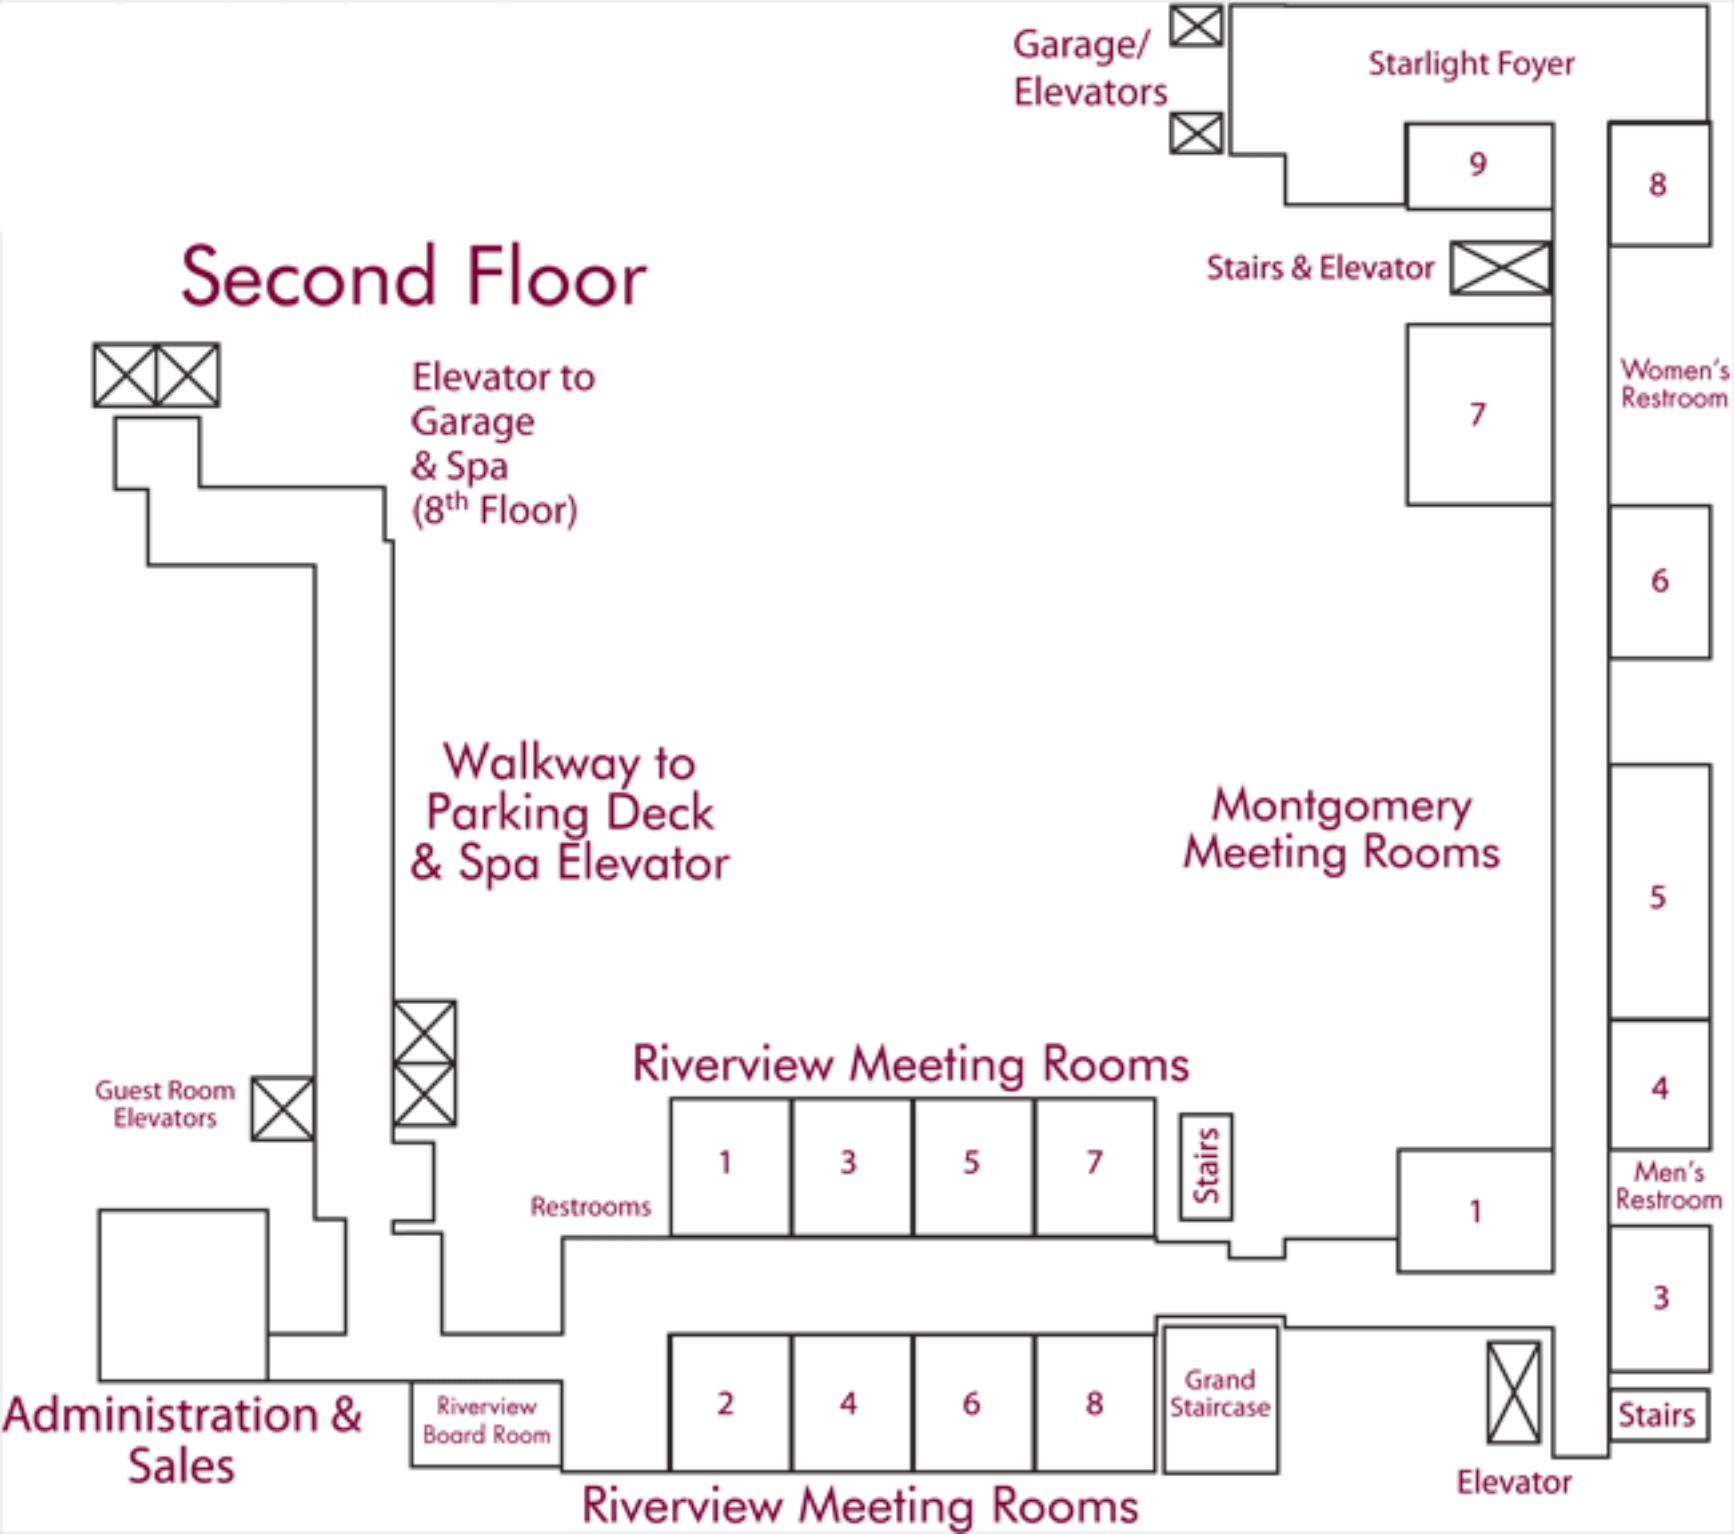 Garage/
Elevators
Starlight Foyer
9
8
Second Floor
Stairs & Elevator
Elevator to
Garage
& Spa
(8th Floor)
Women's
Restroom
7
6
Walkway to
Parking Deck
& Spa Elevator
Montgomery
Meeting Rooms
5
Riverview Meeting Rooms
Guest Room
Elevators
4
1
3
5
7
Stairs
Men's
Restroom
Restrooms
1
3
Administration &
Sales
Riverview
Board Room
2
4
6
8
Grand
Staircase
Stairs
Elevator
Riverview Meeting Rooms